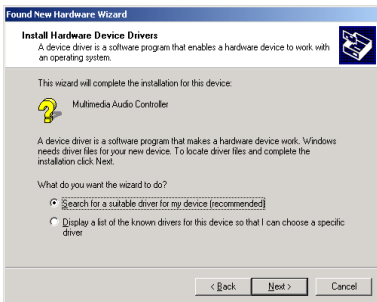 Found New Hardware Wizard
Install Hardware Device Drivers
A device driver is a software program that enables a hardware device to work with
an operating system.
This wizard will complete the installation for this device:
Multimedia Audio Controller
A device driver is a software program that makes a hardware device work. Windows
needs driver files for your new device. To locate driver files and complete the
installation click Next.
What do you want the wizard to do?
Search for a suitable driver for my device (recommended)
Display a list of the known drivers for this device so that I can choose a specific
driver
< Back Next > Cancel